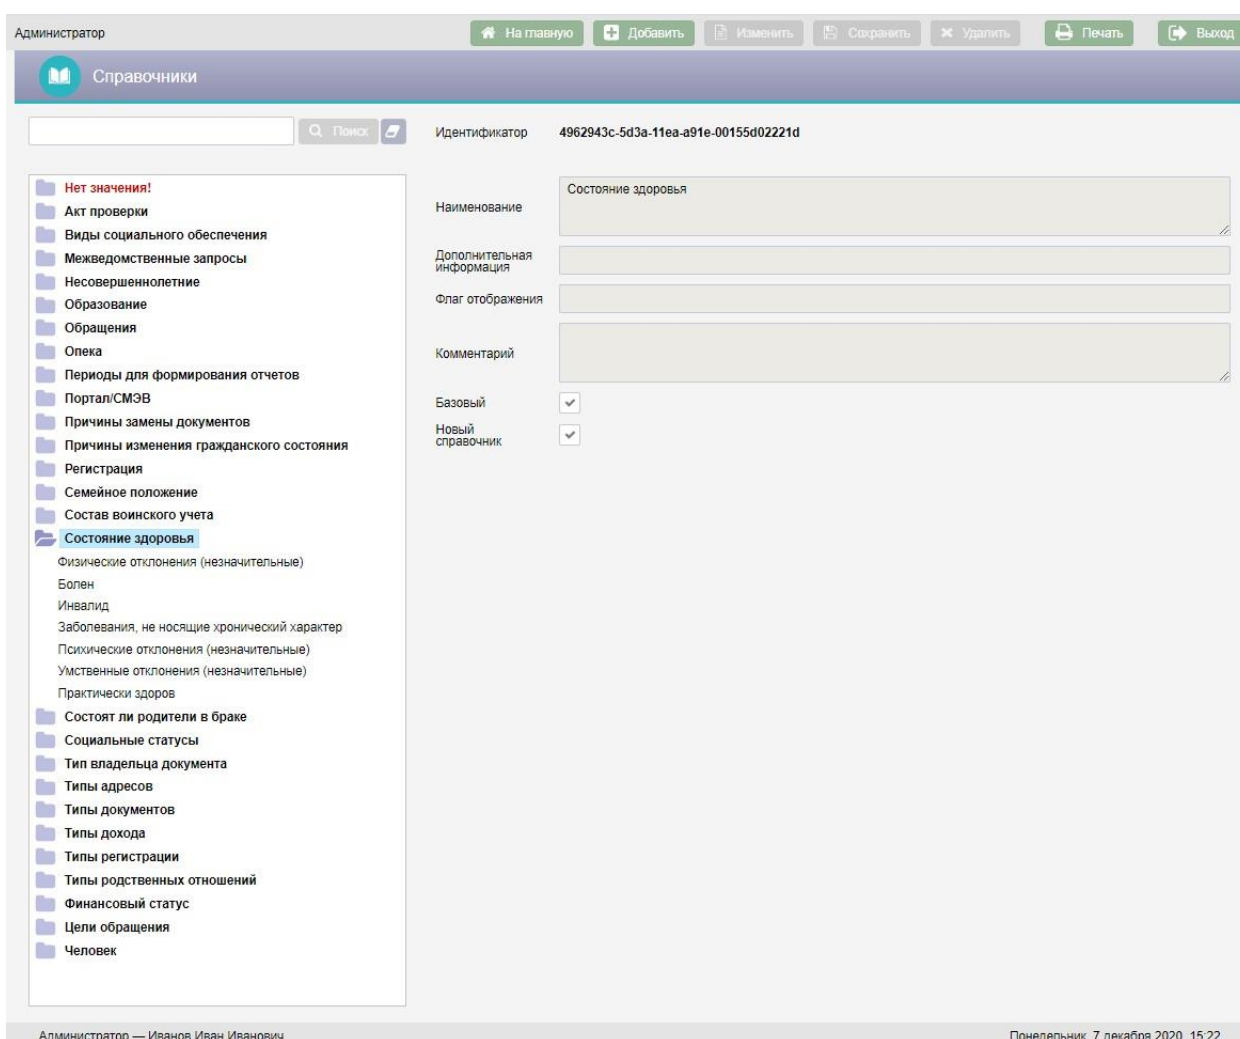 Администратор
На главную
Добавить
Изменить
Сохранить
Удалить
Печать
Выход
Справочники
Поиск
Идентификатор 4962943c-5d3a-11ea-a91e-00155d02221d
Наименование
Состояние здоровья
Дополнительная
информация
Флаг отображения
Комментарий
Базовый
Новый
справочник
Нет значения!
Акт проверки
Виды социального обеспечения
Межведомственные запросы
Несовершеннолетние
Образование
Обращения
Опека
Периоды для формирования отчетов
Портал/СМЭВ
Причины замены документов
Причины изменения гражданского состояния
Регистрация
Семейное положение
Состав воинского учета
Состояние здоровья
Физические отклонения (незначительные)
Болен
Инвалид
Заболевания, не носящие хронический характер
Психические отклонения (незначительные)
Умственные отклонения (незначительные)
Практически здоров
Состоят ли родители в браке
Социальные статусы
Тип владельца документа
Типы адресов
Типы документов
Типы дохода
Типы регистрации
Типы родственных отношений
Финансовый статус
Цели обращения
Человек
Администратор — Иванов Иван Иванович
Понедельник, 7 декабря 2020, 15:22